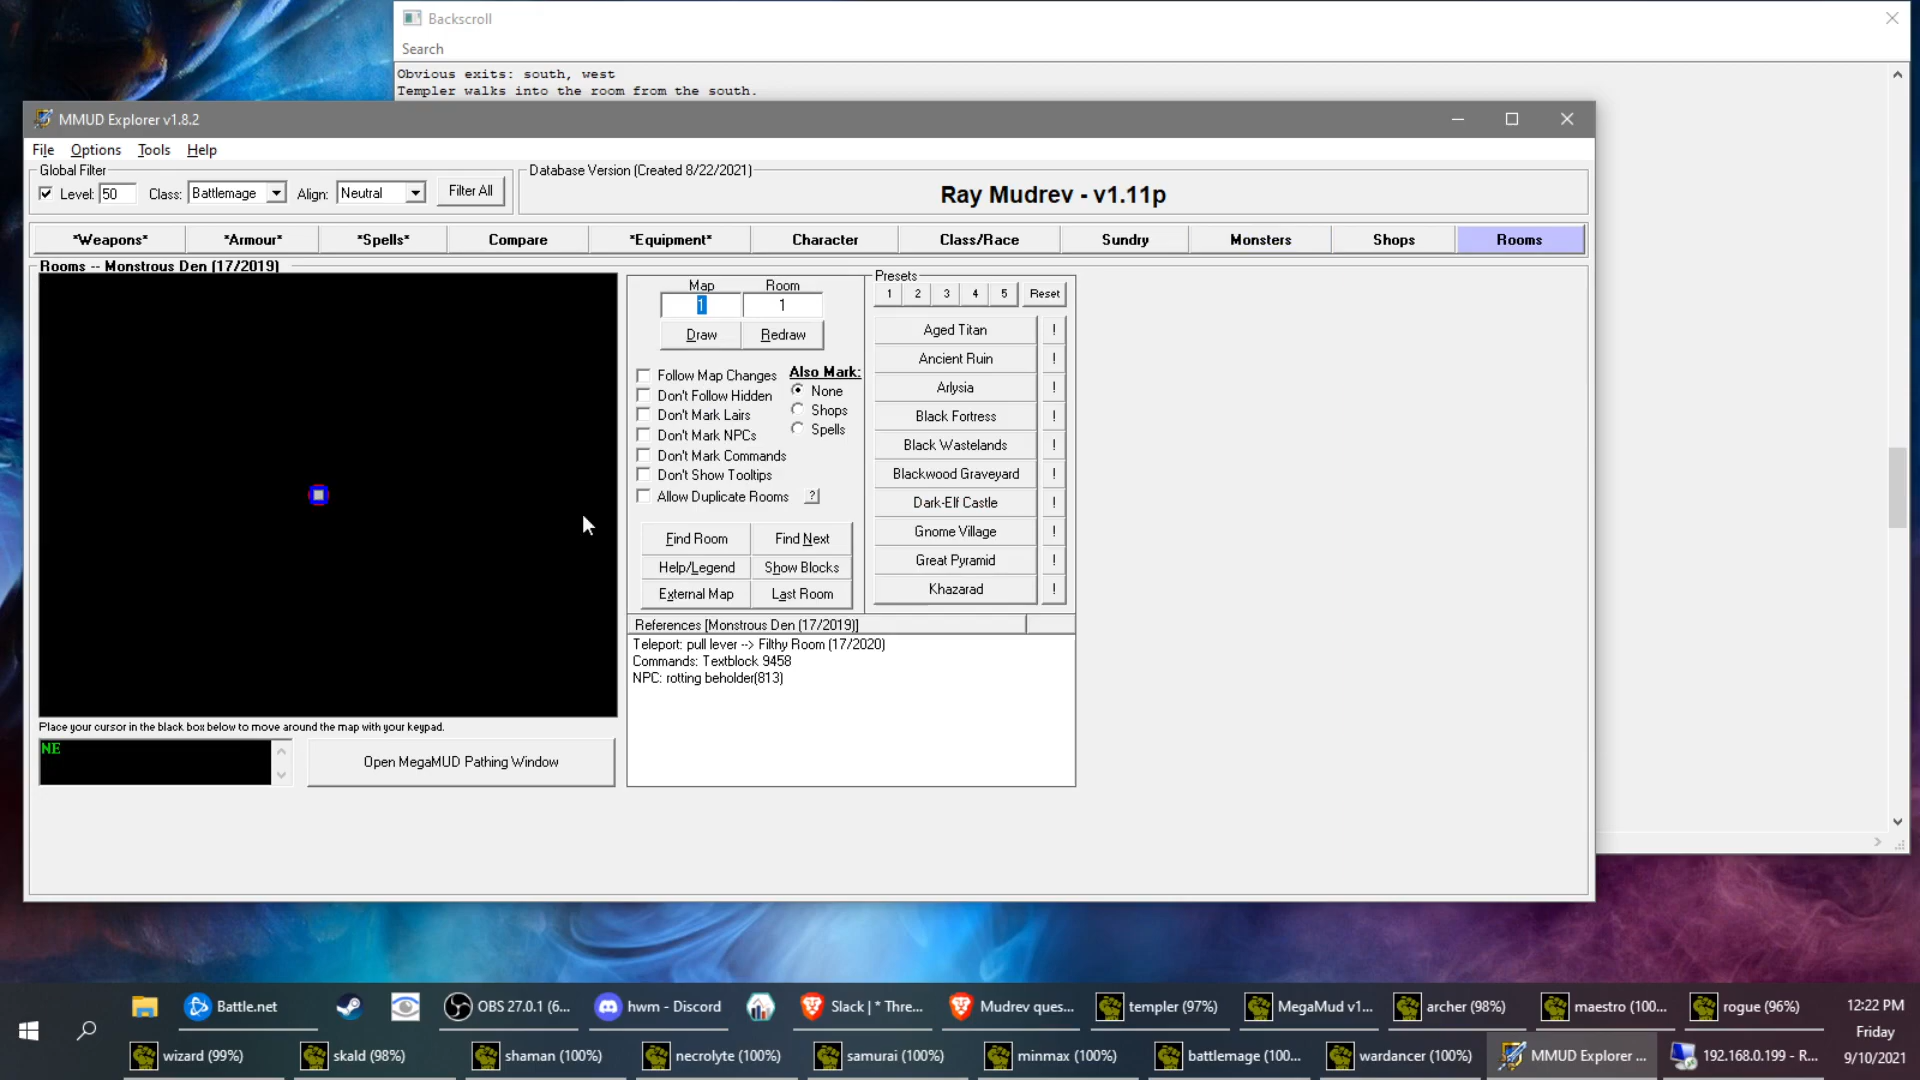 Backscroll
Search
Obvious exits: south, west
Templer walks into the room from the south.
MMUD Explorer v1.8.2
File Options Tools Help
Global Filter
Level: 50 Class: Battlemage Align: Neutral Filter All
Database Version (Created 8/22/2021)
Ray Mudrev - v1.11p
*Weapons* *Armour* *Spells* Compare *Equipment* Character Class/Race Sundry Monsters Shops Rooms
Rooms -- Monstrous Den (17/2019)
Map Room
1 1
Draw Redraw
Follow Map Changes
Don't Follow Hidden
Don't Mark Lairs
Don't Mark NPCs
Don't Mark Commands
Don't Show Tooltips
Allow Duplicate Rooms ?
Also Mark:
None
Shops
Spells
Find Room Find Next
Help/Legend Show Blocks
External Map Last Room
Presets
1 2 3 4 5 Reset
Aged Titan !
Ancient Ruin !
Arlysia !
Black Fortress !
Black Wastelands !
Blackwood Graveyard !
Dark-Elf Castle !
Gnome Village !
Great Pyramid !
Khazarad !
References [Monstrous Den (17/2019)]
Teleport: pull lever --> Filthy Room (17/2020)
Commands: Textblock 9458
NPC: rotting beholder(813)
Place your cursor in the black box below to move around the map with your keypad.
NE
Open MegaMUD Pathing Window
Battle.net OBS 27.0.1 (6... hwm - Discord Slack | * Thre... Mudrev ques... templer (97%) MegaMud v1... archer (98%) maestro (100... rogue (96%)
wizard (99%) skald (98%) shaman (100%) necrolyte (100%) samurai (100%) minmax (100%) battlemage (100... wardancer (100%) MMUD Explorer ... 192.168.0.199 - R...
12:22 PM
Friday
9/10/2021